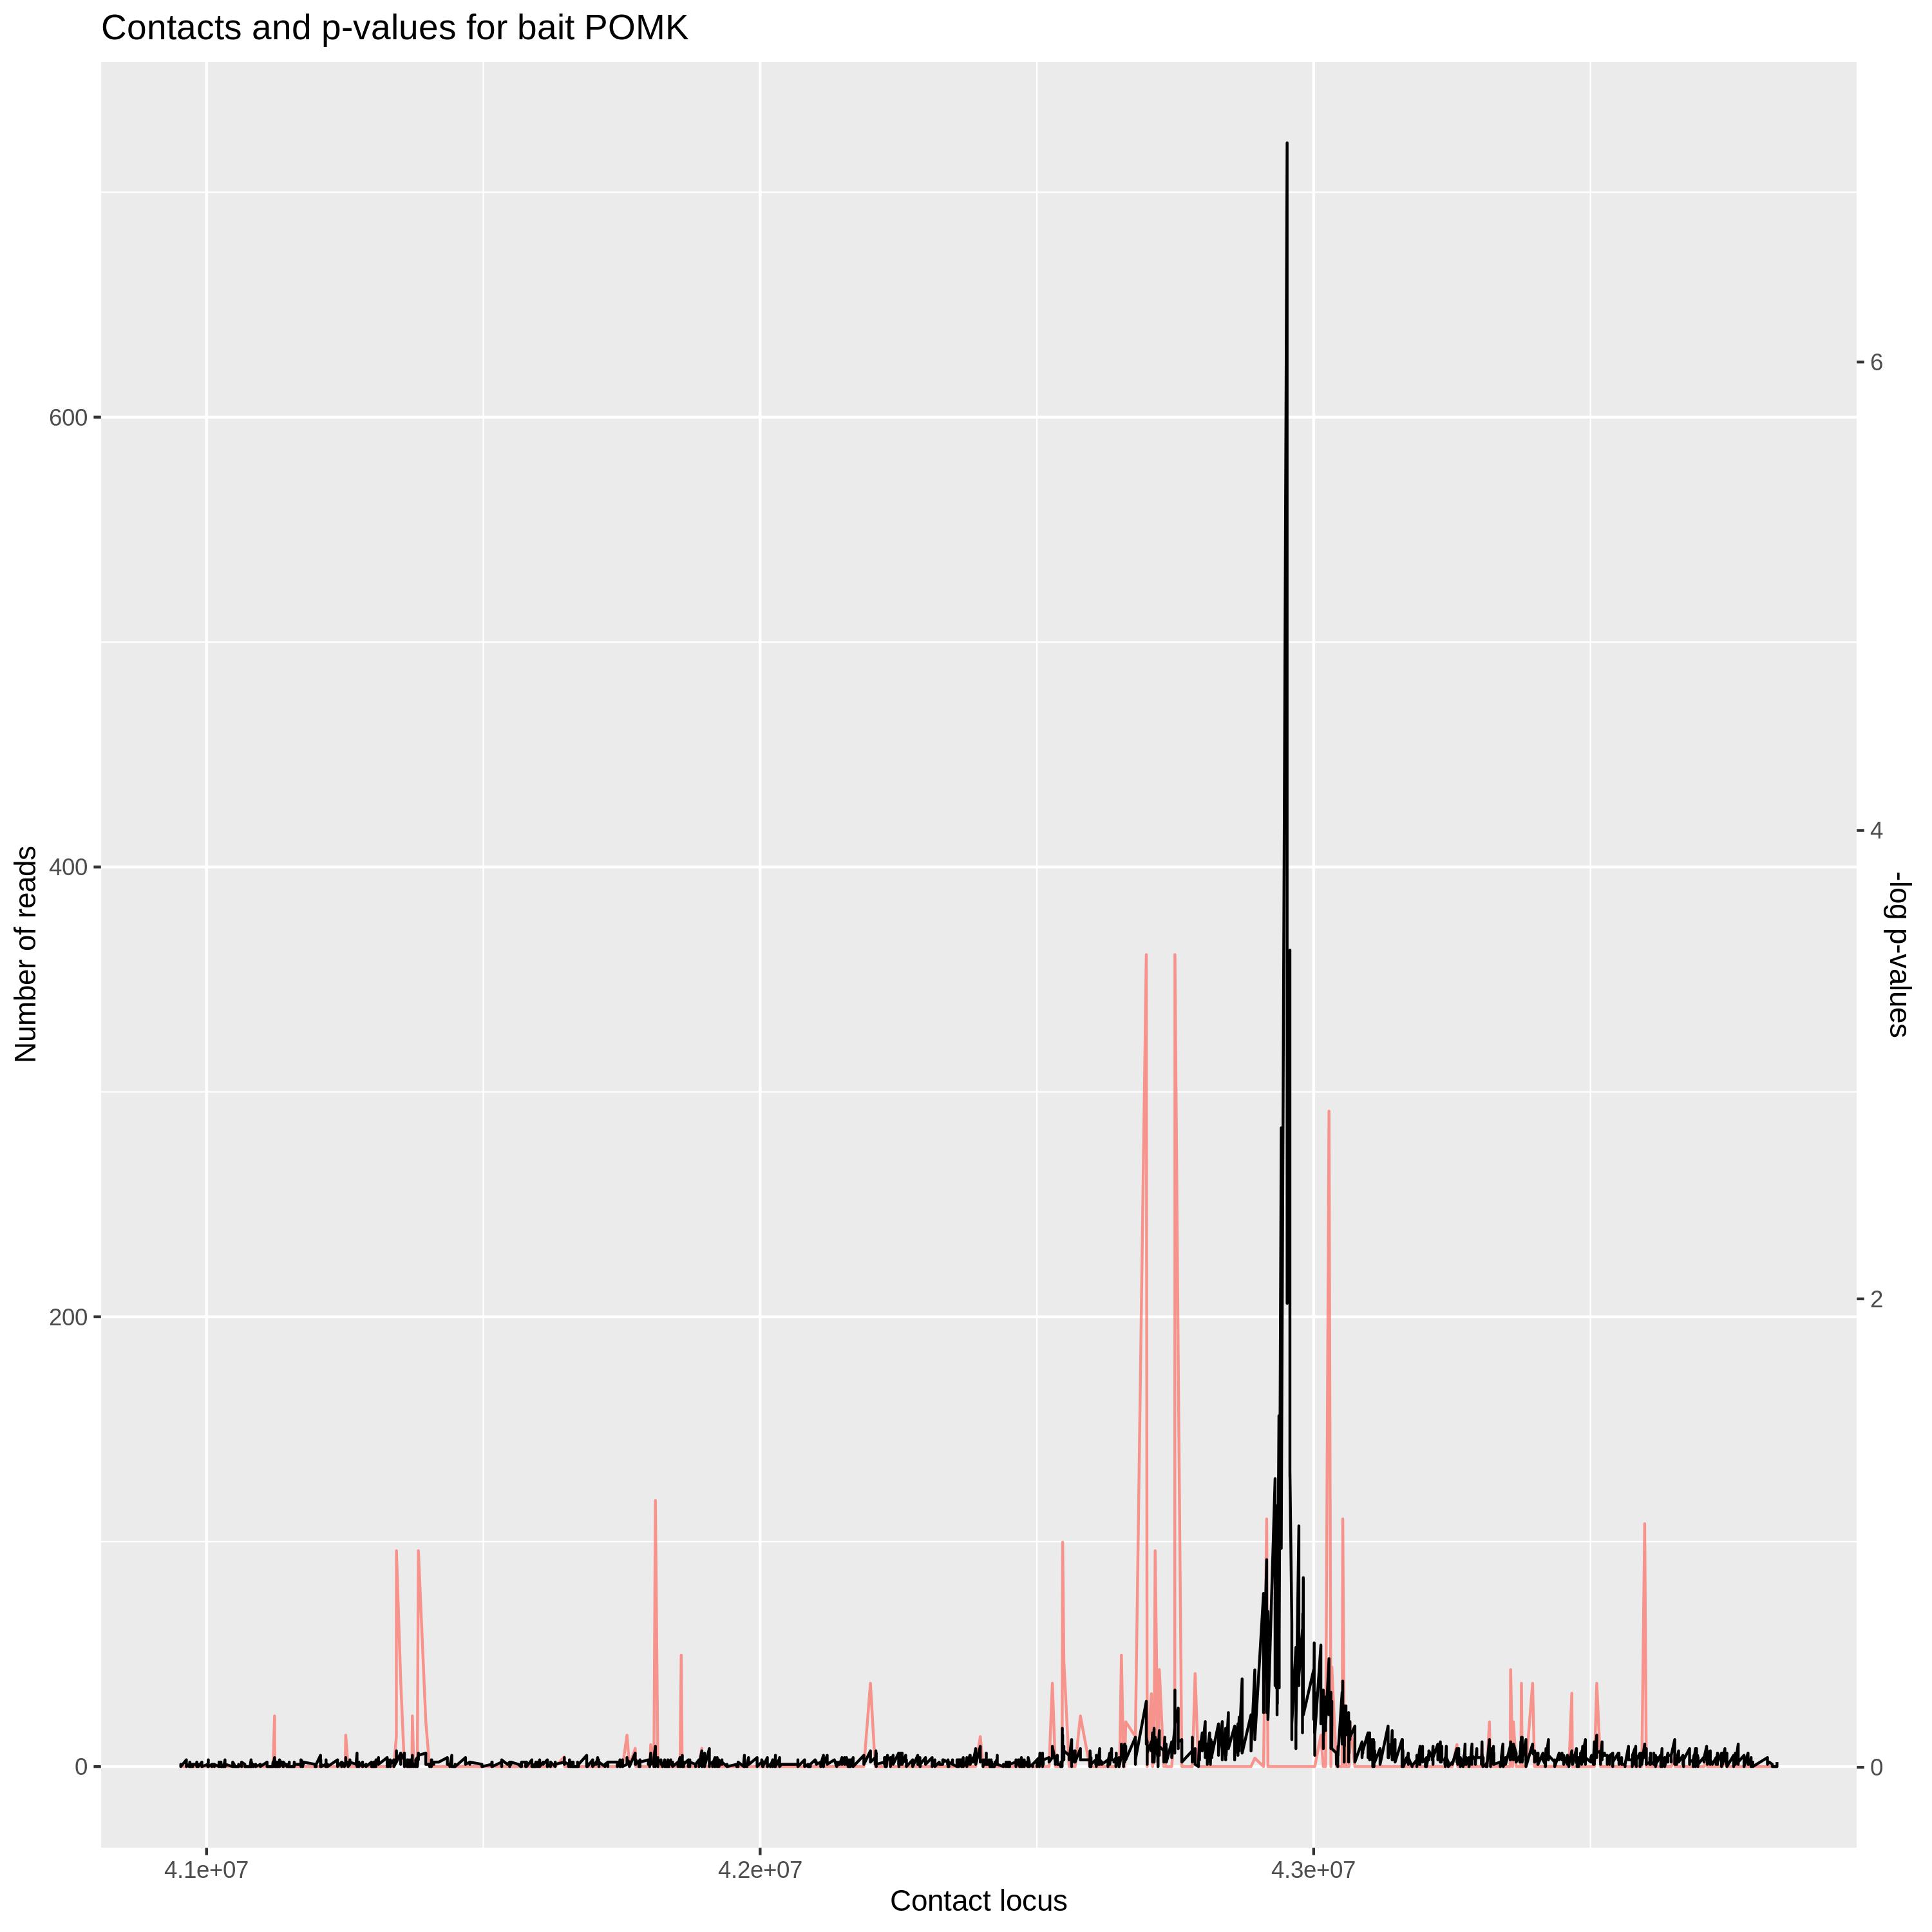 Contacts and p-values for bait POMK
Number of reads
600
400
200
0
6
4
2
0
-log p-values
4.1e+07
4.2e+07
4.3e+07
Contact locus